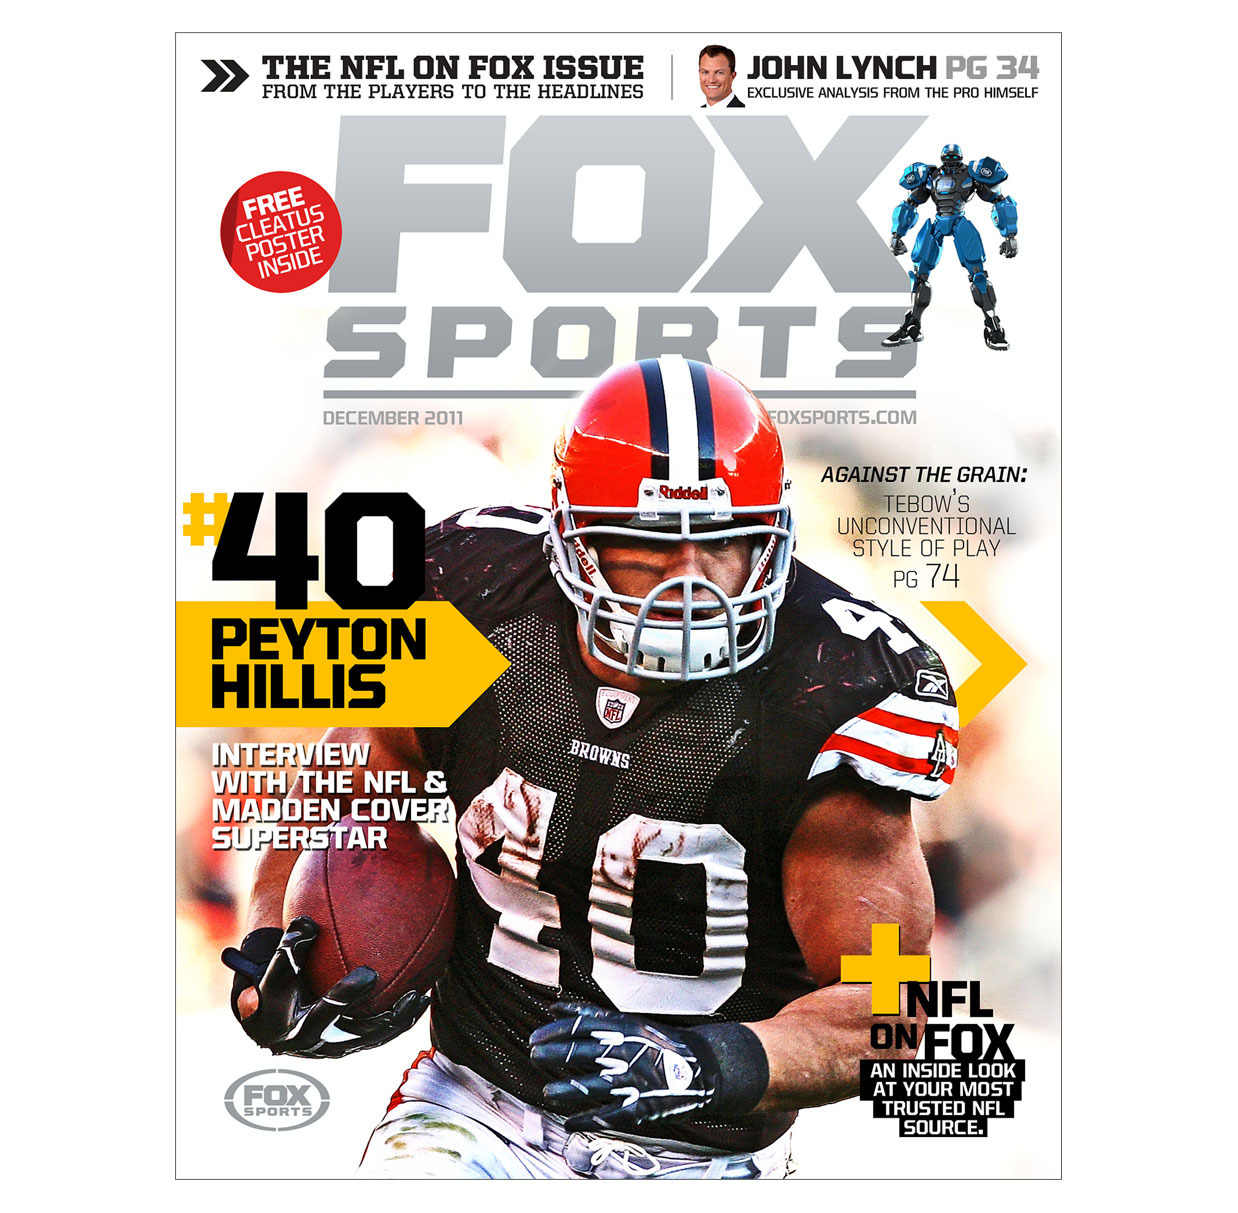 THE NFL ON FOX ISSUE
FROM THE PLAYERS TO THE HEADLINES
JOHN LYNCH PG 34
EXCLUSIVE ANALYSIS FROM THE PRO HIMSELF
FOX
SPORTS
FREE
CLEATUS
POSTER
INSIDE
DECEMBER 2011
FOXSPORTS.COM
AGAINST THE GRAIN:
TEBOW'S
UNCONVENTIONAL
STYLE OF PLAY
PG 74
#40
PEYTON
HILLIS
INTERVIEW
WITH THE NFL &
MADDEN COVER
SUPERSTAR
Riddell
Riddell
NFL
BROWNS
40
+NFL
ON FOX
AN INSIDE LOOK
AT YOUR MOST
TRUSTED NFL
SOURCE.
FOX
SPORTS